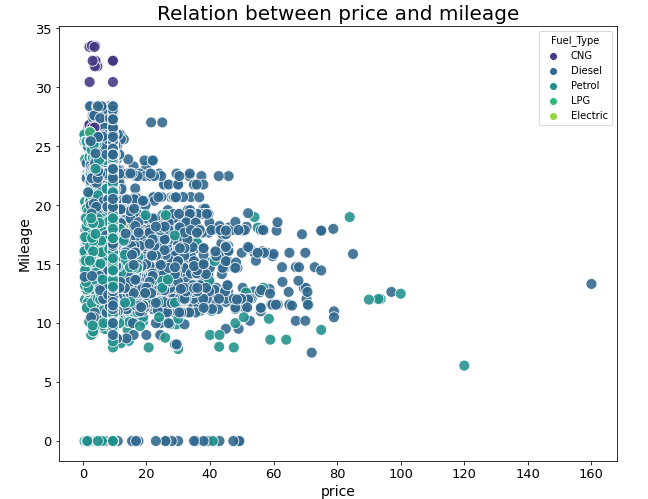 Relation between price and mileage
Fuel_Type
CNG
Diesel
Petrol
LPG
Electric
Mileage
35
30
25
20
15
10
5
0
0 20 40 60 80 100 120 140 160
price